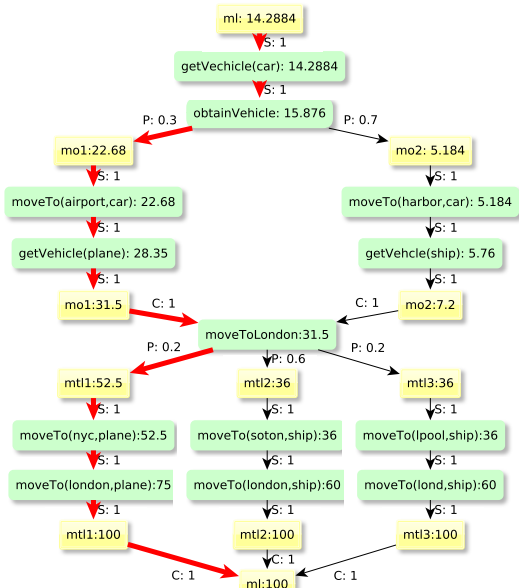 ml: 14.2884
S: 1
getVechicle(car): 14.2884
S: 1
obtainVehicle: 15.876
P: 0.3
P: 0.7
mo1:22.68
mo2: 5.184
S: 1
S: 1
moveTo(airport,car): 22.68
moveTo(harbor,car): 5.184
S: 1
S: 1
getVehicle(plane): 28.35
getVehcle(ship): 5.76
S: 1
S: 1
mo1:31.5
mo2:7.2
C: 1
C: 1
moveToLondon:31.5
P: 0.2
P: 0.6
P: 0.2
mtl1:52.5
mtl2:36
mtl3:36
S: 1
S: 1
S: 1
moveTo(nyc,plane):52.5
moveTo(soton,ship):36
moveTo(lpool,ship):36
S: 1
S: 1
S: 1
moveTo(london,plane):75
moveTo(london,ship):60
moveTo(lond,ship):60
S: 1
S: 1
S: 1
mtl1:100
mtl2:100
mtl3:100
C: 1
C: 1
C: 1
ml:100